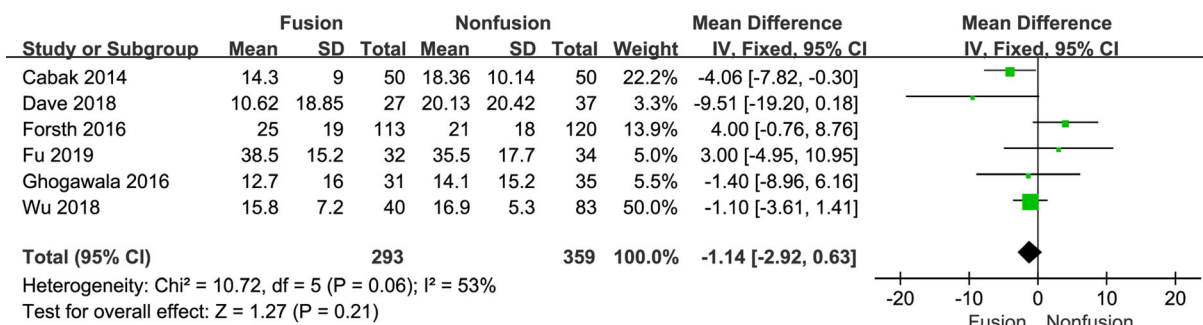 Fusion Nonfusion Mean Difference Mean Difference
Study or Subgroup Mean SD Total Mean SD Total Weight IV, Fixed, 95% CI IV, Fixed, 95% CI
Cabak 2014 14.3 9 50 18.36 10.14 50 22.2% -4.06 [-7.82, -0.30]
Dave 2018 10.62 18.85 27 20.13 20.42 37 3.3% -9.51 [-19.20, 0.18]
Forsth 2016 25 19 113 21 18 120 13.9% 4.00 [-0.76, 8.76]
Fu 2019 38.5 15.2 32 35.5 17.7 34 5.0% 3.00 [-4.95, 10.95]
Ghogawala 2016 12.7 16 31 14.1 15.2 35 5.5% -1.40 [-8.96, 6.16]
Wu 2018 15.8 7.2 40 16.9 5.3 83 50.0% -1.10 [-3.61, 1.41]
Total (95% CI) 293 359 100.0% -1.14 [-2.92, 0.63]
Heterogeneity: Chi² = 10.72, df = 5 (P = 0.06); I² = 53%
Test for overall effect: Z = 1.27 (P = 0.21)
-20 -10 0 10 20
Fusion Nonfusion